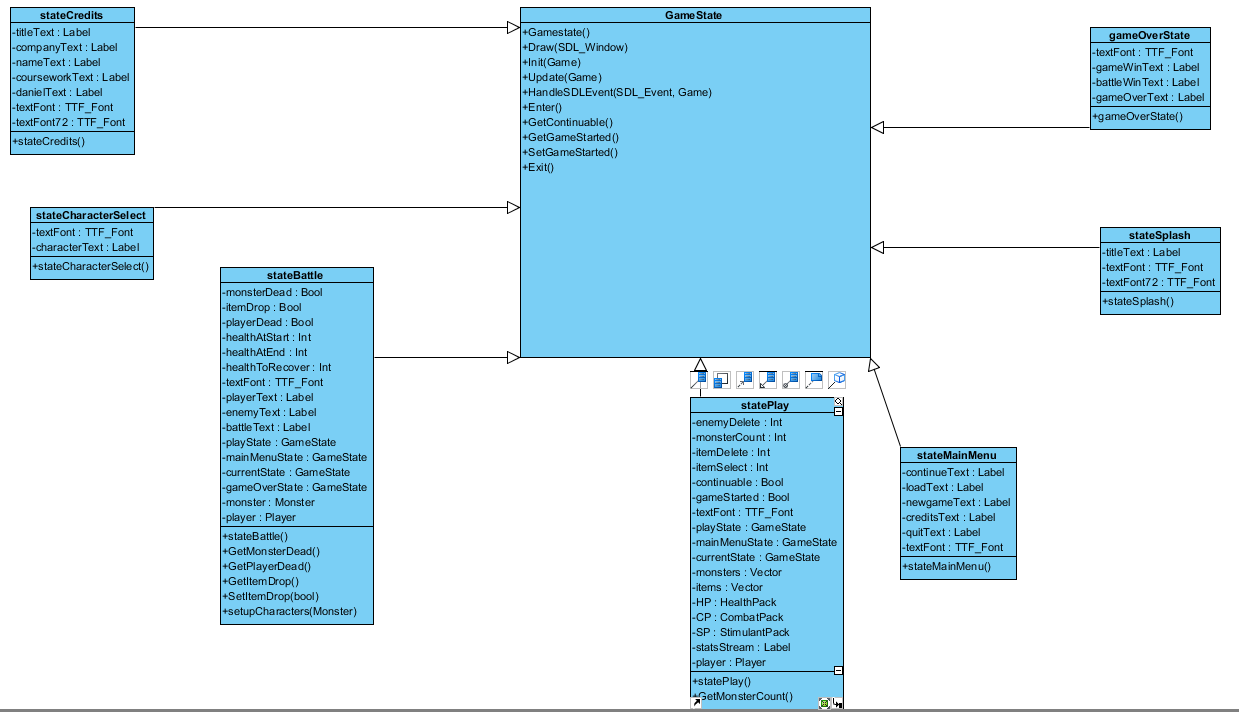 stateCredits
-titleText : Label
-companyText : Label
-nameText : Label
-courseworkText : Label
-danielText : Label
-textFont : TTF_Font
-textFont72 : TTF_Font
+stateCredits()
GameState
+Gamestate()
+Draw(SDL_Window)
+Init(Game)
+Update(Game)
+HandleSDLEvent(SDL_Event, Game)
+Enter()
+GetContinuable()
+GetGameStarted()
+SetGameStarted()
+Exit()
gameOverState
-textFont : TTF_Font
-gameWinText : Label
-battleWinText : Label
-gameOverText : Label
+gameOverState()
stateCharacterSelect
-textFont : TTF_Font
-characterText : Label
+stateCharacterSelect()
stateSplash
-titleText : Label
-textFont : TTF_Font
-textFont72 : TTF_Font
+stateSplash()
stateBattle
-monsterDead : Bool
-itemDrop : Bool
-playerDead : Bool
-healthAtStart : Int
-healthAtEnd : Int
-healthToRecover : Int
-textFont : TTF_Font
-playerText : Label
-enemyText : Label
-battleText : Label
-playState : GameState
-mainMenuState : GameState
-currentState : GameState
-gameOverState : GameState
-monster : Monster
-player : Player
+stateBattle()
+GetMonsterDead()
+GetPlayerDead()
+GetItemDrop()
+SetItemDrop(bool)
+setupCharacters(Monster)
statePlay
-enemyDelete : Int
-monsterCount : Int
-itemDelete : Int
-itemSelect : Int
-continuable : Bool
-gameStarted : Bool
-textFont : TTF_Font
-playState : GameState
-mainMenuState : GameState
-currentState : GameState
-monsters : Vector
-items : Vector
-HP : HealthPack
-CP : CombatPack
-SP : StimulantPack
-statsStream : Label
-player : Player
+statePlay()
+GetMonsterCount()
stateMainMenu
-continueText : Label
-loadText : Label
-newgameText : Label
-creditsText : Label
-quitText : Label
-textFont : TTF_Font
+stateMainMenu()